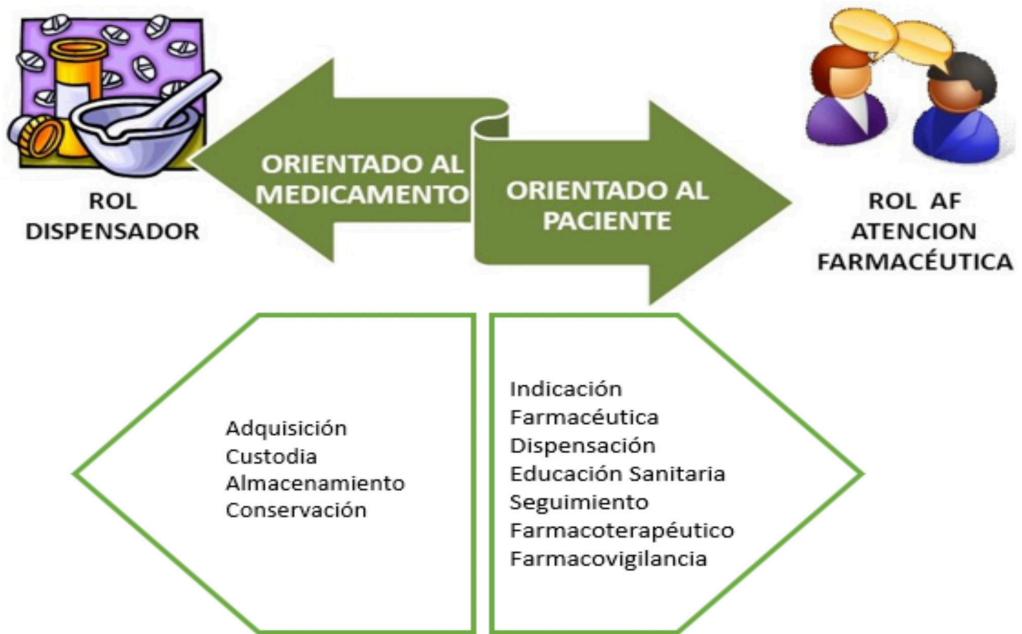 ROL
DISPENSADOR
ORIENTADO AL
MEDICAMENTO
ORIENTADO AL
PACIENTE
ROL AF
ATENCION
FARMACÉUTICA
Adquisición
Custodia
Almacenamiento
Conservación
Indicación
Farmacéutica
Dispensación
Educación Sanitaria
Seguimiento
Farmacoterapéutico
Farmacovigilancia